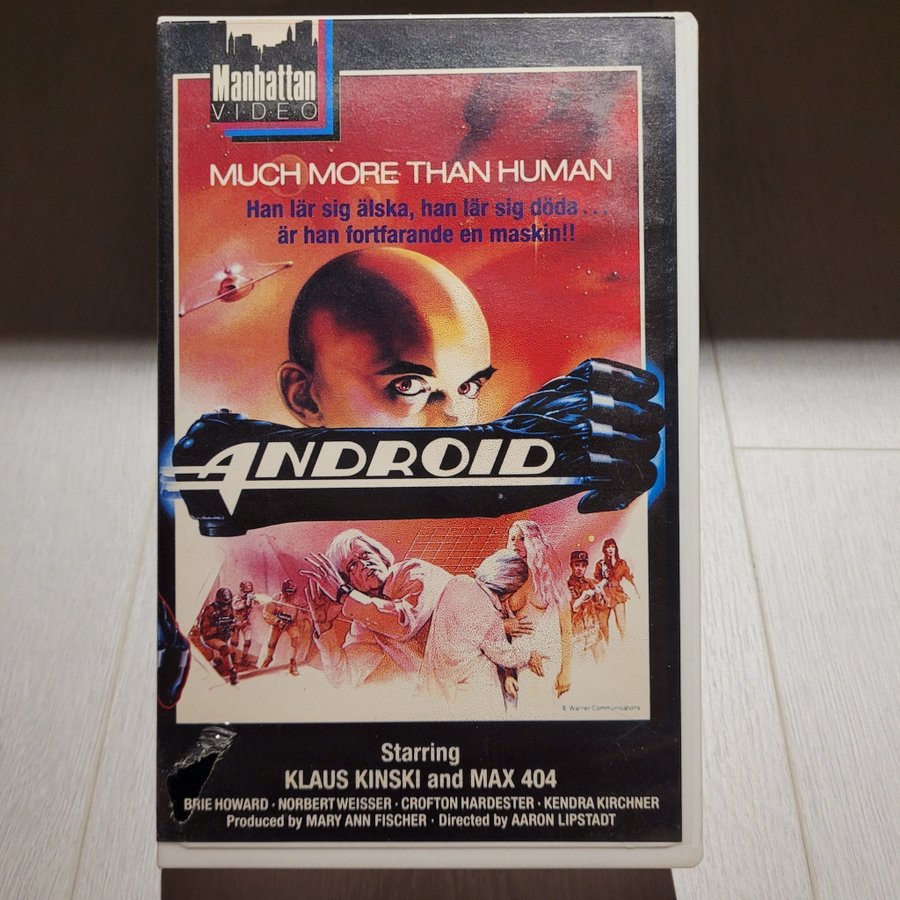 Manhattan
V·I·D·E·O
MUCH MORE THAN HUMAN
Han lär sig älska, han lär sig döda...
är han fortfarande en maskin!!
ANDROID
© Warner Communications
Starring
KLAUS KINSKI and MAX 404
BRIE HOWARD · NORBERT WEISSER · CROFTON HARDESTER · KENDRA KIRCHNER
Produced by MARY ANN FISCHER · Directed by AARON LIPSTADT